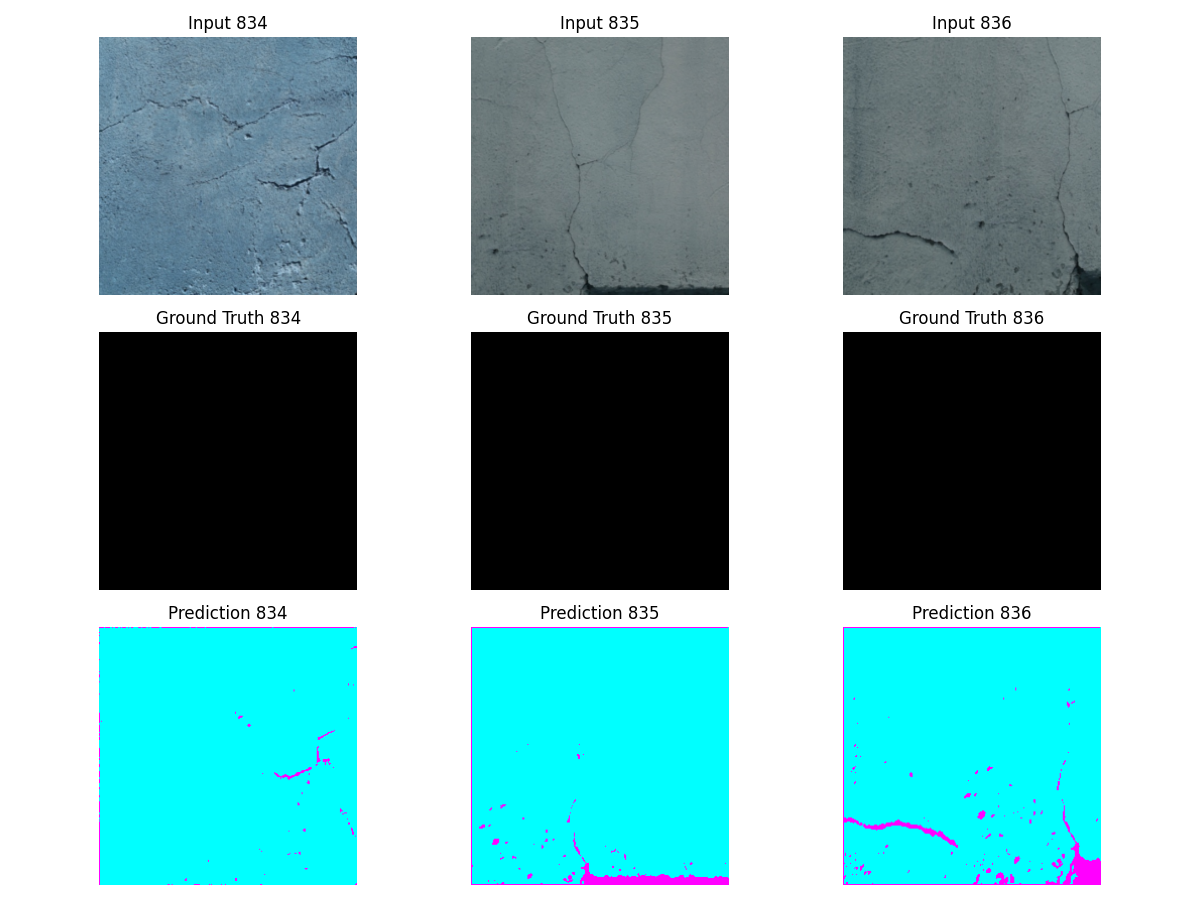 Input 834
Input 835
Input 836
Ground Truth 834
Ground Truth 835
Ground Truth 836
Prediction 834
Prediction 835
Prediction 836